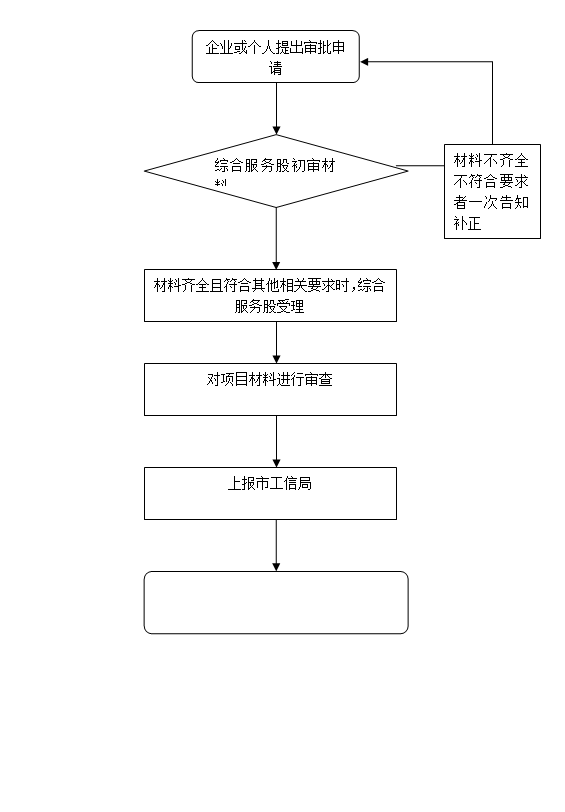 企业或个人提出审批申
请
综合服务股初审材
材料不齐全
不符合要求
者一次告知
补正
材料齐全且符合其他相关要求时,综合
服务股受理
对项目材料进行审查
上报市工信局